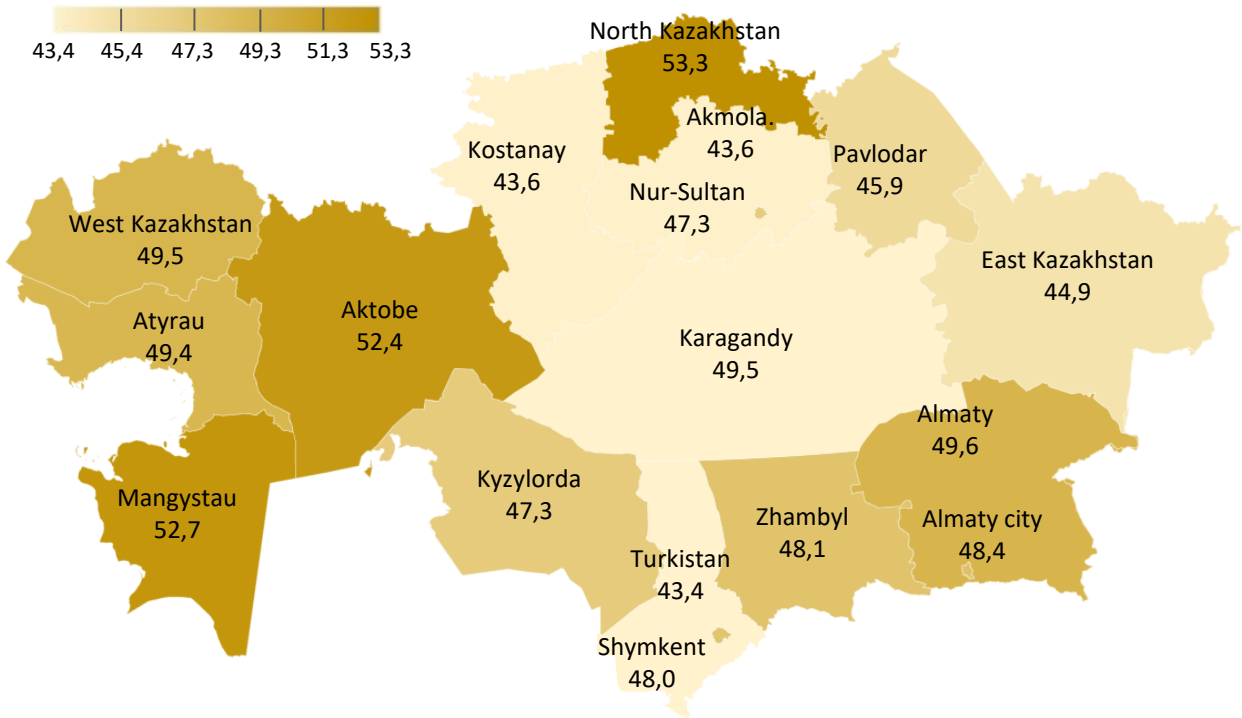 43,4 45,4 47,3 49,3 51,3 53,3
North Kazakhstan
53,3
Akmola.
43,6
Kostanay
43,6
Pavlodar
45,9
Nur-Sultan
47,3
West Kazakhstan
49,5
East Kazakhstan
44,9
Atyrau
49,4
Aktobe
52,4
Karagandy
49,5
Almaty
49,6
Mangystau
52,7
Kyzylorda
47,3
Zhambyl
48,1
Almaty city
48,4
Turkistan
43,4
Shymkent
48,0